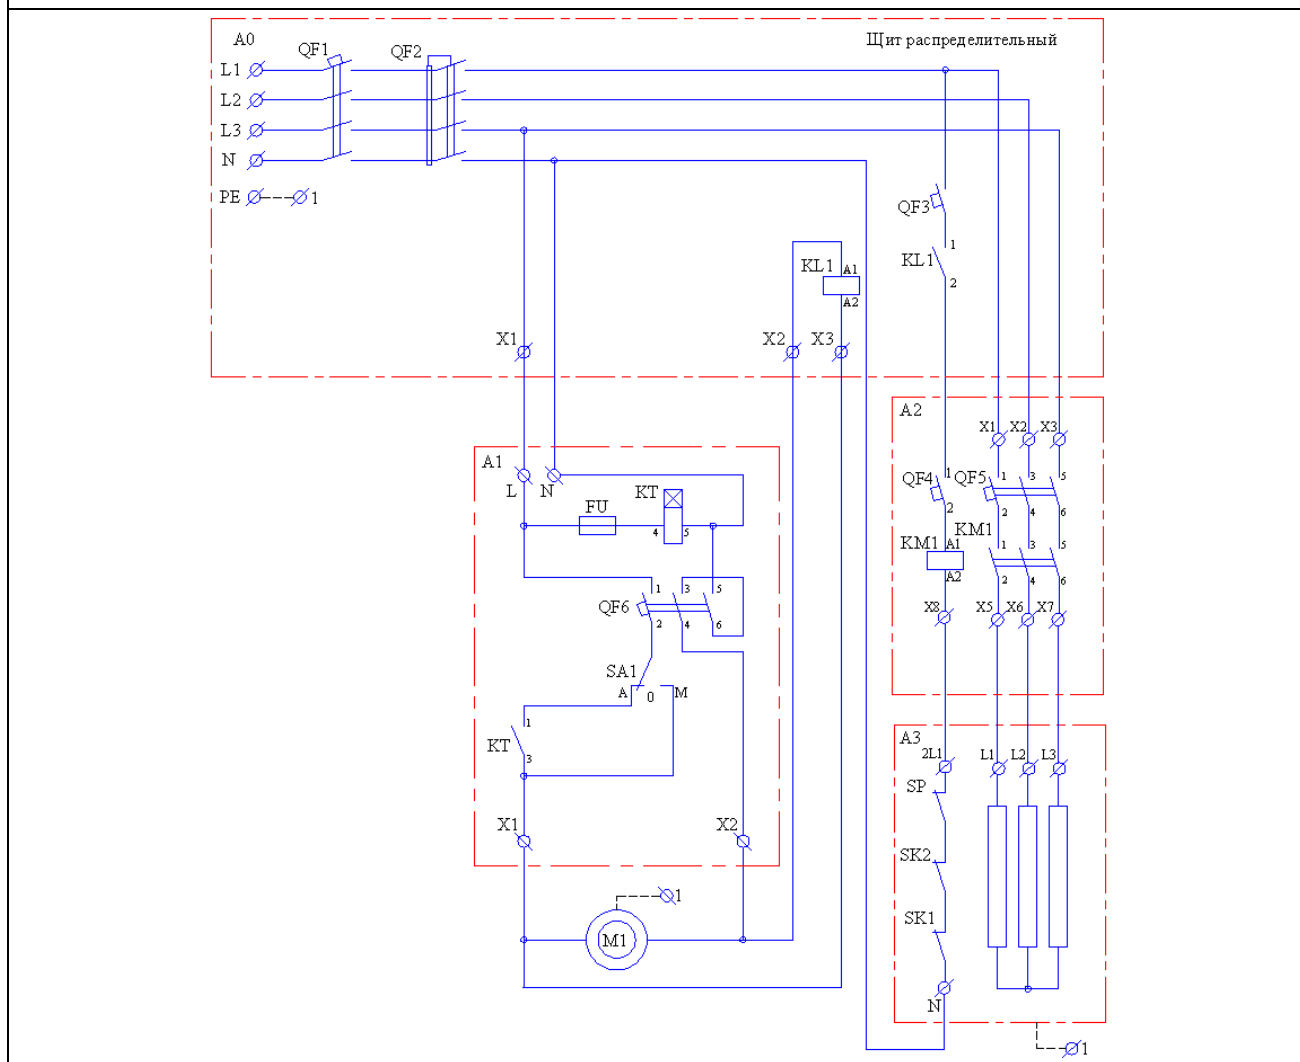 A0 Щит распределительный
QF1 QF2
L1
L2
L3
N
PE 1
QF3
KL1 1
2
KL1 A1
A2
X1 X2 X3
A2
X1 X2 X3
A1
L N
QF4 1
2
QF5 1 3 5
2 4 6
FU KT
4 5
KM1 A1
A2
KM1 1 3 5
2 4 6
QF6 1 3 5
2 4 6
X8 X5 X6 X7
SA1
A 0 M
KT 1
3
A3
2L1 L1 L2 L3
SP
X1 X2
SK2
1
SK1
M1
N
1